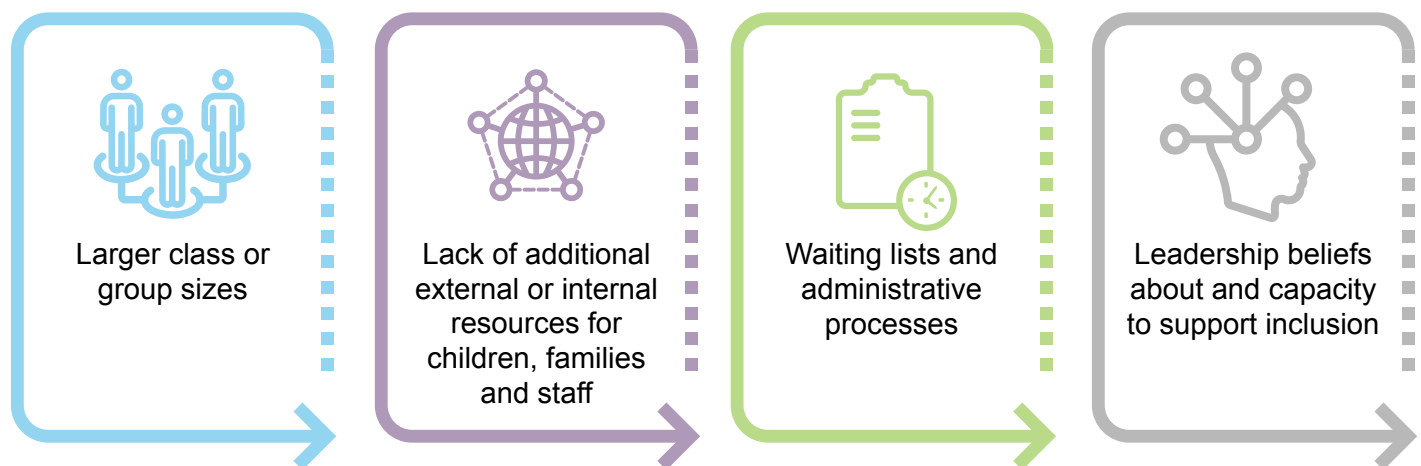 Larger class or
group sizes
Lack of additional
external or internal
resources for
children, families
and staff
Waiting lists and
administrative
processes
Leadership beliefs
about and capacity
to support inclusion